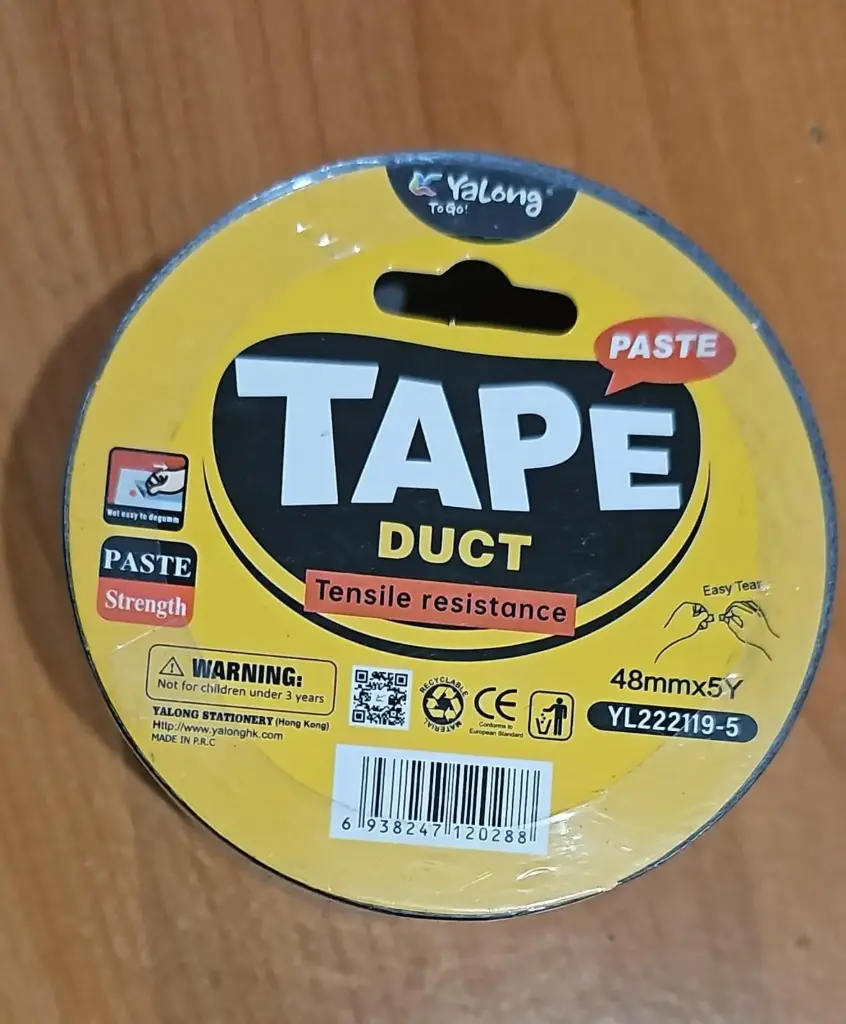 Yalong
To Go!
PASTE
TAPE
DUCT
Tensile resistance
Not easy to degumm
PASTE
Strength
Easy Tear
48mmx5Y
YL222119-5
WARNING:
Not for children under 3 years
YALONG STATIONERY (Hong Kong)
Http://www.yalonghk.com
MADE IN P.R.C
RECYCLABLE
MATERIAL
CE
Conforms to
European Standard
6 938247 120288